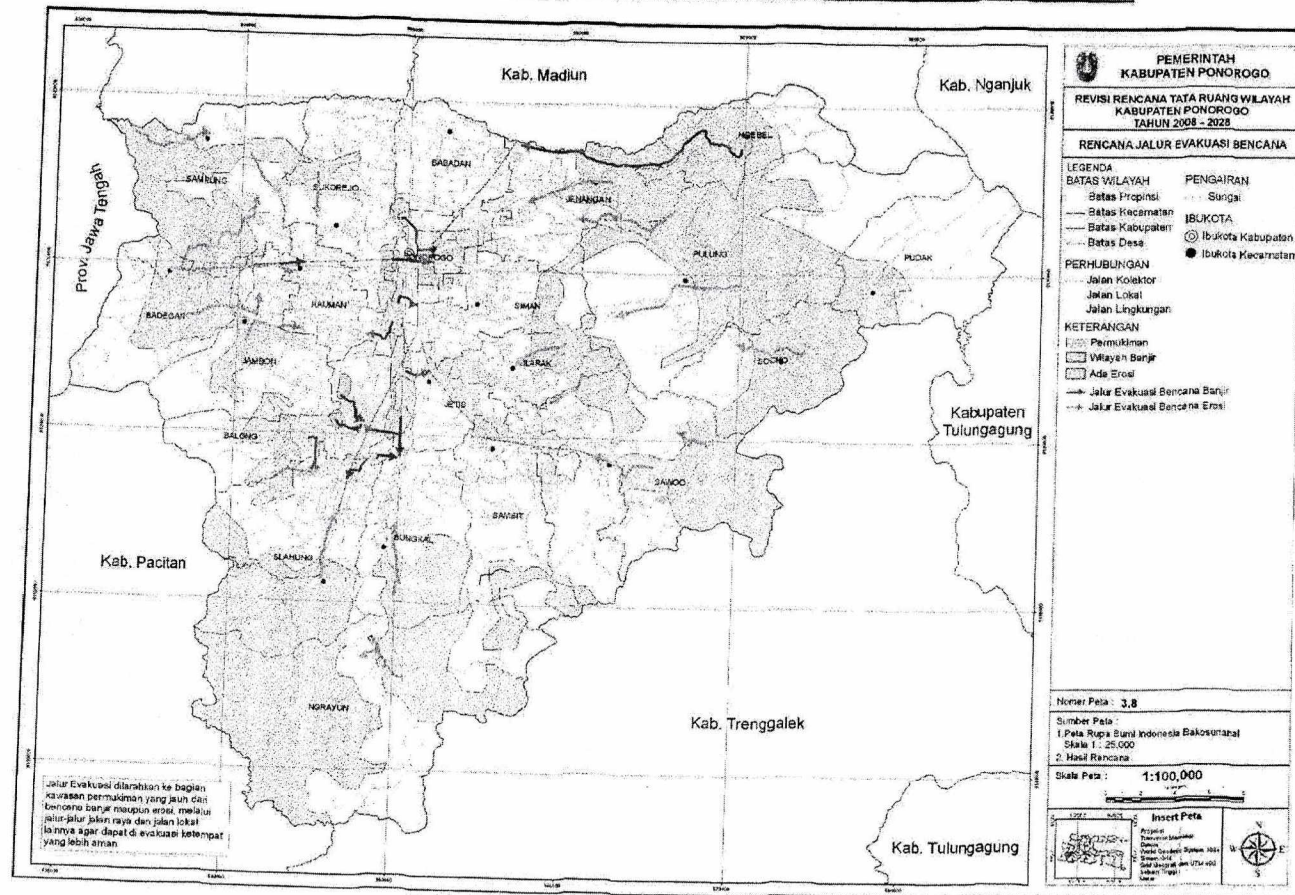 PEMERINTAH
KABUPATEN PONOROGO
REVISI RENCANA TATA RUANG WILAYAH
KABUPATEN PONOROGO
TAHUN 2008 - 2028
RENCANA JALUR EVAKUASI BENCANA
LEGENDA
BATAS WILAYAH
Batas Propinsi
Batas Kecamatan
Batas Kabupaten
Batas Desa
PERHUBUNGAN
Jalan Kolektor
Jalan Lokal
Jalan Lingkungan
KETERANGAN
Permukiman
Wilayah Banjir
Ada Erosi
Jalur Evakuasi Bencana Banjir
Jalur Evakuasi Bencana Erosi
PENGAIRAN
Sungai
IBUKOTA
Ibukota Kabupaten
Ibukota Kecamatan
Nomer Peta : 3.8
Sumber Peta :
1. Peta Rupa Bumi Indonesia Bakosurtanal
Skala 1 : 25.000
2. Hasil Rencana
Skala Peta : 1:100,000
Insert Peta
N
W E
S
Kab. Madiun
Kab. Nganjuk
Prov. Jawa Tengah
NGEBEL
BABADAN
SAMPUNG
SUKOREJO
JENANGAN
PULUNG
PUDAK
KAUMAN
SIMAN
BADEGAN
JAMBON
MLARAK
SOOKO
JETIS
BALONG
Kabupaten
Tulungagung
SAWOO
SAMBIT
BUNGKAL
SLAHUNG
Kab. Pacitan
NGRAYUN
Kab. Trenggalek
Kab. Tulungagung
Jalur Evakuasi diarahkan ke bagian
kawasan permukiman yang jauh dari
bencana banjir maupun erosi, melalui
jalur-jalur jalan raya dan jalan lokal
lainnya agar dapat di evakuasi ketempat
yang lebih aman